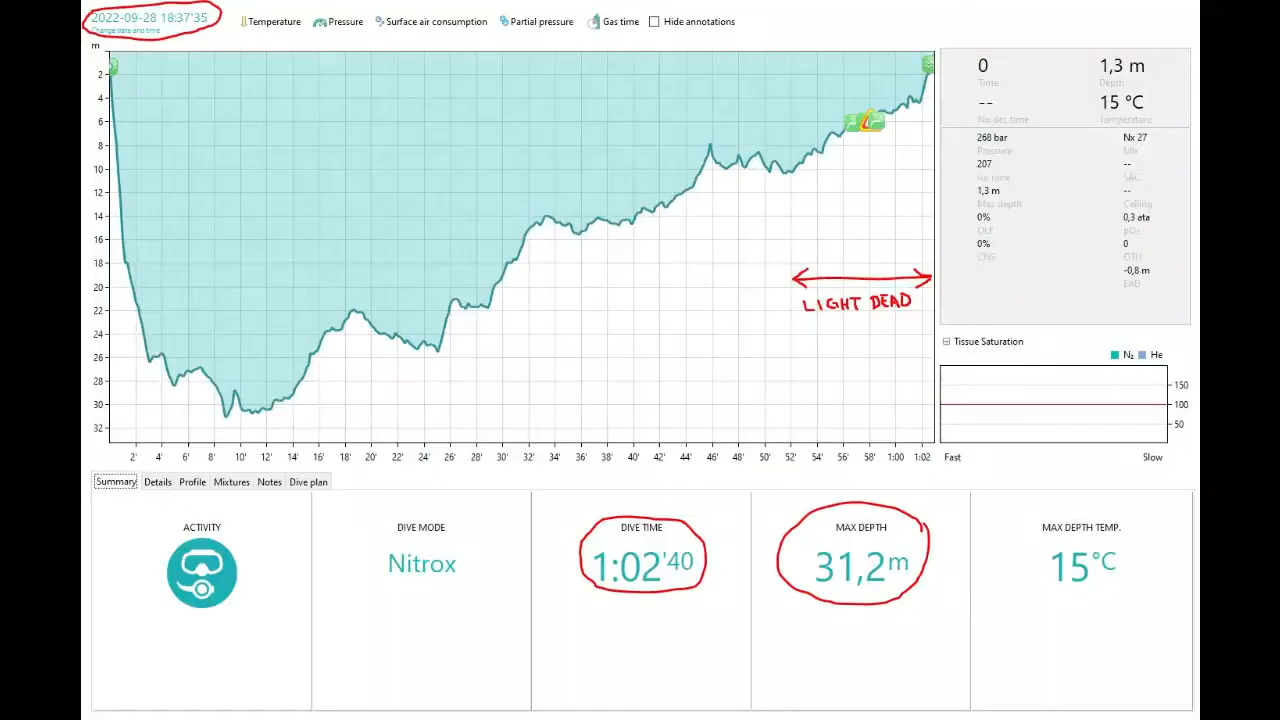 2022-09-28 18:37'35
Change date and time
Temperature Pressure Surface air consumption Partial pressure Gas time Hide annotations
m
2
4
6
8
10
12
14
16
18
20
22
24
26
28
30
32
2' 4' 6' 8' 10' 12' 14' 16' 18' 20' 22' 24' 26' 28' 30' 32' 34' 36' 38' 40' 42' 44' 46' 48' 50' 52' 54' 56' 58' 1:00 1:02
LIGHT DEAD
0 1,3 m
Time Depth
-- 15 °C
No dec time Temperature
268 bar Nx 27
Pressure Mix
207 --
Air time SAC
1,3 m --
Max depth Ceiling
0% 0,3 ata
OLF pO₂
0% 0
CNS OTU
-0,8 m
EAD
Tissue Saturation
N₂ He
150
100
50
Fast Slow
Summary Details Profile Mixtures Notes Dive plan
ACTIVITY DIVE MODE DIVE TIME MAX DEPTH MAX DEPTH TEMP.
Nitrox 1:02'40 31,2m 15°C